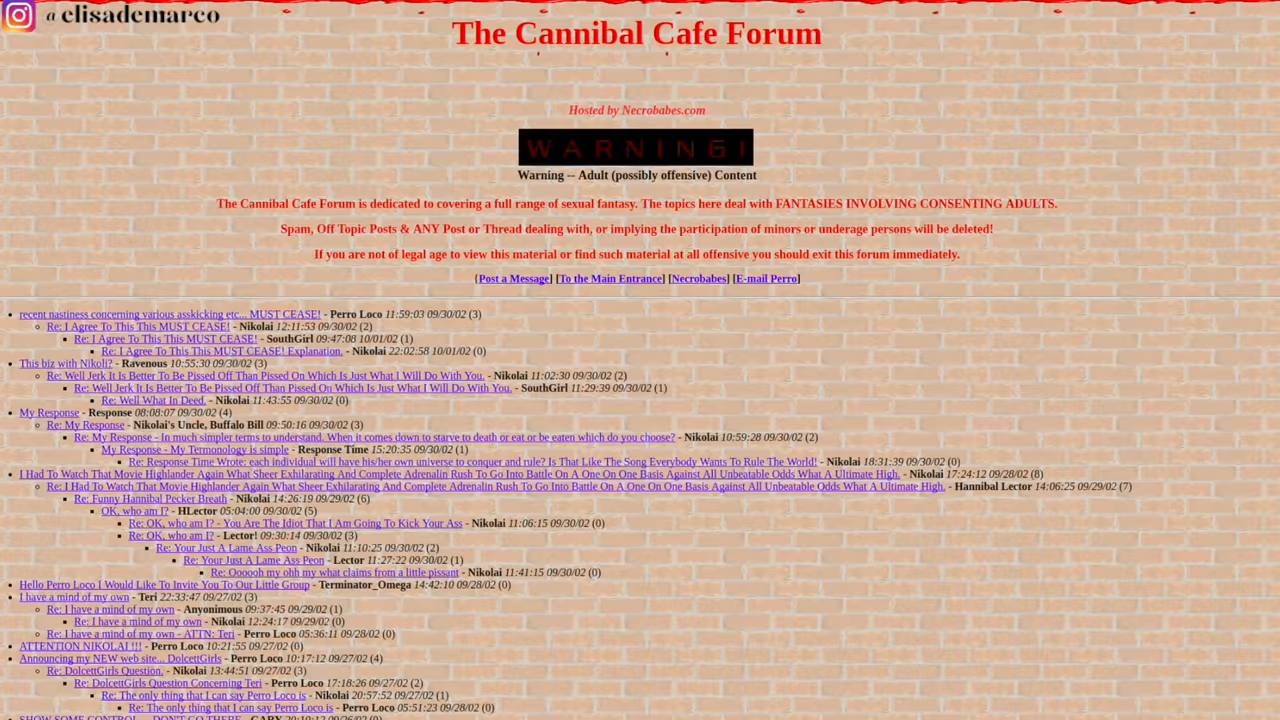 @elisademarco
The Cannibal Cafe Forum
Hosted by Necrobabes.com
WARNING!
Warning -- Adult (possibly offensive) Content
The Cannibal Cafe Forum is dedicated to covering a full range of sexual fantasy. The topics here deal with FANTASIES INVOLVING CONSENTING ADULTS.
Spam, Off Topic Posts & ANY Post or Thread dealing with, or implying the participation of minors or underage persons will be deleted!
If you are not of legal age to view this material or find such material at all offensive you should exit this forum immediately.
[Post a Message] [To the Main Entrance] [Necrobabes] [E-mail Perro]
recent nastiness concerning various asskicking etc... MUST CEASE! - Perro Loco 11:59:03 09/30/02 (3)
Re: I Agree To This This MUST CEASE! - Nikolai 12:11:53 09/30/02 (2)
Re: I Agree To This This MUST CEASE! - SouthGirl 09:47:08 10/01/02 (1)
Re: I Agree To This This MUST CEASE! Explanation. - Nikolai 22:02:58 10/01/02 (0)
This biz with Nikoli? - Ravenous 10:55:30 09/30/02 (3)
Re: Well Jerk It Is Better To Be Pissed Off Than Pissed On Which Is Just What I Will Do With You. - Nikolai 11:02:30 09/30/02 (2)
Re: Well Jerk It Is Better To Be Pissed Off Than Pissed On Which Is Just What I Will Do With You. - SouthGirl 11:29:39 09/30/02 (1)
Re: Well What In Deed. - Nikolai 11:43:55 09/30/02 (0)
My Response - Response 08:08:07 09/30/02 (4)
Re: My Response - Nikolai's Uncle, Buffalo Bill 09:50:16 09/30/02 (3)
Re: My Response - In much simpler terms to understand. When it comes down to starve to death or eat or be eaten which do you choose? - Nikolai 10:59:28 09/30/02 (2)
My Response - My Termonology is simple - Response Time 15:20:35 09/30/02 (1)
Re: Response Time Wrote: each individual will have his/her own universe to conquer and rule? Is That Like The Song Everybody Wants To Rule The World! - Nikolai 18:31:39 09/30/02 (0)
I Had To Watch That Movie Highlander Again What Sheer Exhilarating And Complete Adrenalin Rush To Go Into Battle On A One On One Basis Against All Unbeatable Odds What A Ultimate High. - Nikolai 17:24:12 09/28/02 (8)
Re: I Had To Watch That Movie Highlander Again What Sheer Exhilarating And Complete Adrenalin Rush To Go Into Battle On A One On One Basis Against All Unbeatable Odds What A Ultimate High. - Hannibal Lector 14:06:25 09/29/02 (7)
Re: Funny Hannibal Pecker Breath - Nikolai 14:26:19 09/29/02 (6)
OK, who am I? - HLector 05:04:00 09/30/02 (5)
Re: OK, who am I? - You Are The Idiot That I Am Going To Kick Your Ass - Nikolai 11:06:15 09/30/02 (0)
Re: OK, who am I? - Lector! 09:30:14 09/30/02 (3)
Re: Your Just A Lame Ass Peon - Nikolai 11:10:25 09/30/02 (2)
Re: Your Just A Lame Ass Peon - Lector 11:27:22 09/30/02 (1)
Re: Oooooh my ohh my what claims from a little pissant - Nikolai 11:41:15 09/30/02 (0)
Hello Perro Loco I Would Like To Invite You To Our Little Group - Terminator_Omega 14:42:10 09/28/02 (0)
I have a mind of my own - Teri 22:33:47 09/27/02 (3)
Re: I have a mind of my own - Anyonimous 09:37:45 09/29/02 (1)
Re: I have a mind of my own - Nikolai 12:24:17 09/29/02 (0)
Re: I have a mind of my own - ATTN: Teri - Perro Loco 05:36:11 09/28/02 (0)
ATTENTION NIKOLAI !!! - Perro Loco 10:21:55 09/27/02 (0)
Announcing my NEW web site... DolcettGirls - Perro Loco 10:17:12 09/27/02 (4)
Re: DolcettGirls Question. - Nikolai 13:44:51 09/27/02 (3)
Re: DolcettGirls Question Concerning Teri - Perro Loco 17:18:26 09/27/02 (2)
Re: The only thing that I can say Perro Loco is - Nikolai 20:57:52 09/27/02 (1)
Re: The only thing that I can say Perro Loco is - Perro Loco 05:51:23 09/28/02 (0)